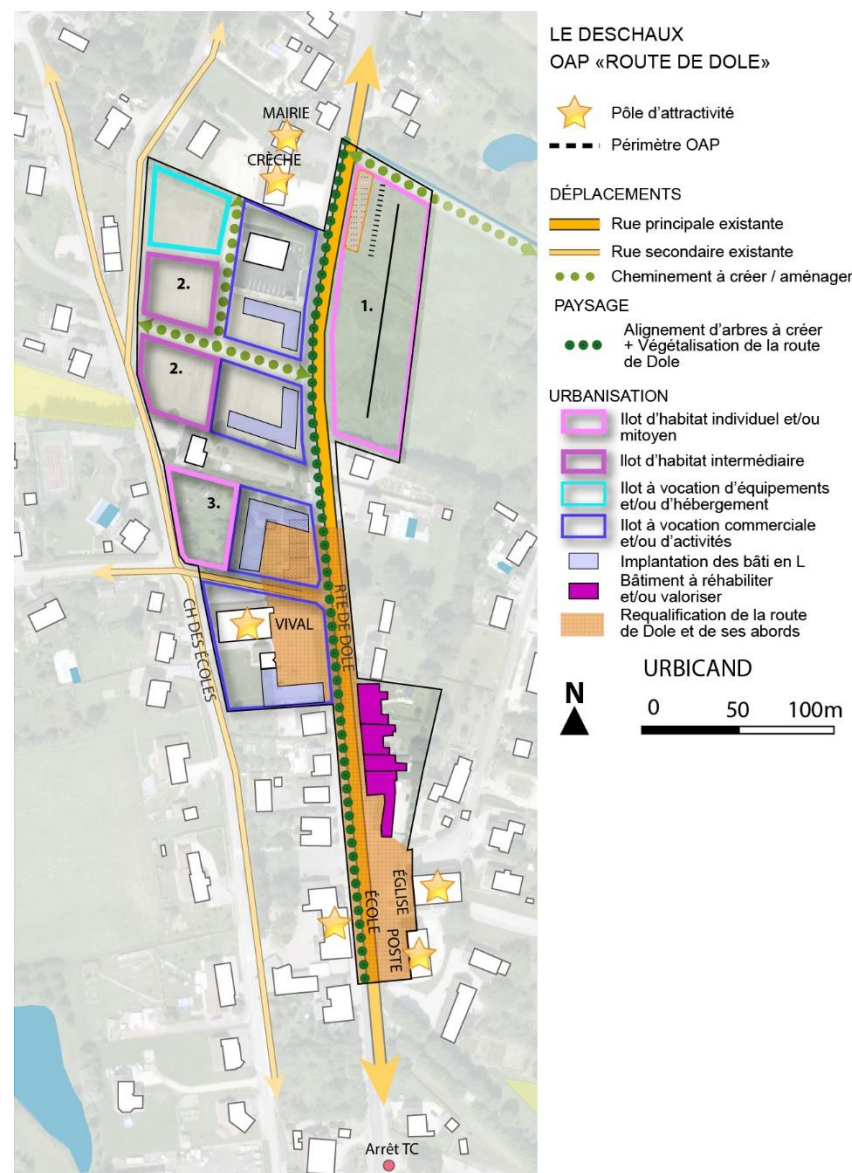 LE DESCHAUX
OAP «ROUTE DE DOLE»
Pôle d'attractivité
Périmètre OAP
DÉPLACEMENTS
Rue principale existante
Rue secondaire existante
Cheminement à créer / aménager
PAYSAGE
Alignement d'arbres à créer
+ Végétalisation de la route
de Dole
URBANISATION
Ilot d'habitat individuel et/ou
mitoyen
Ilot d'habitat intermédiaire
Ilot à vocation d'équipements
et/ou d'hébergement
Ilot à vocation commerciale
et/ou d'activités
Implantation des bâti en L
Bâtiment à réhabiliter
et/ou valoriser
Requalification de la route
de Dole et de ses abords
URBICAND
N
0 50 100m
MAIRIE
CRÈCHE
2.
1.
2.
3.
RTE DE DOLE
VIVAL
CH DES ÉCOLES
ÉGLISE
ÉCOLE
POSTE
Arrêt TC